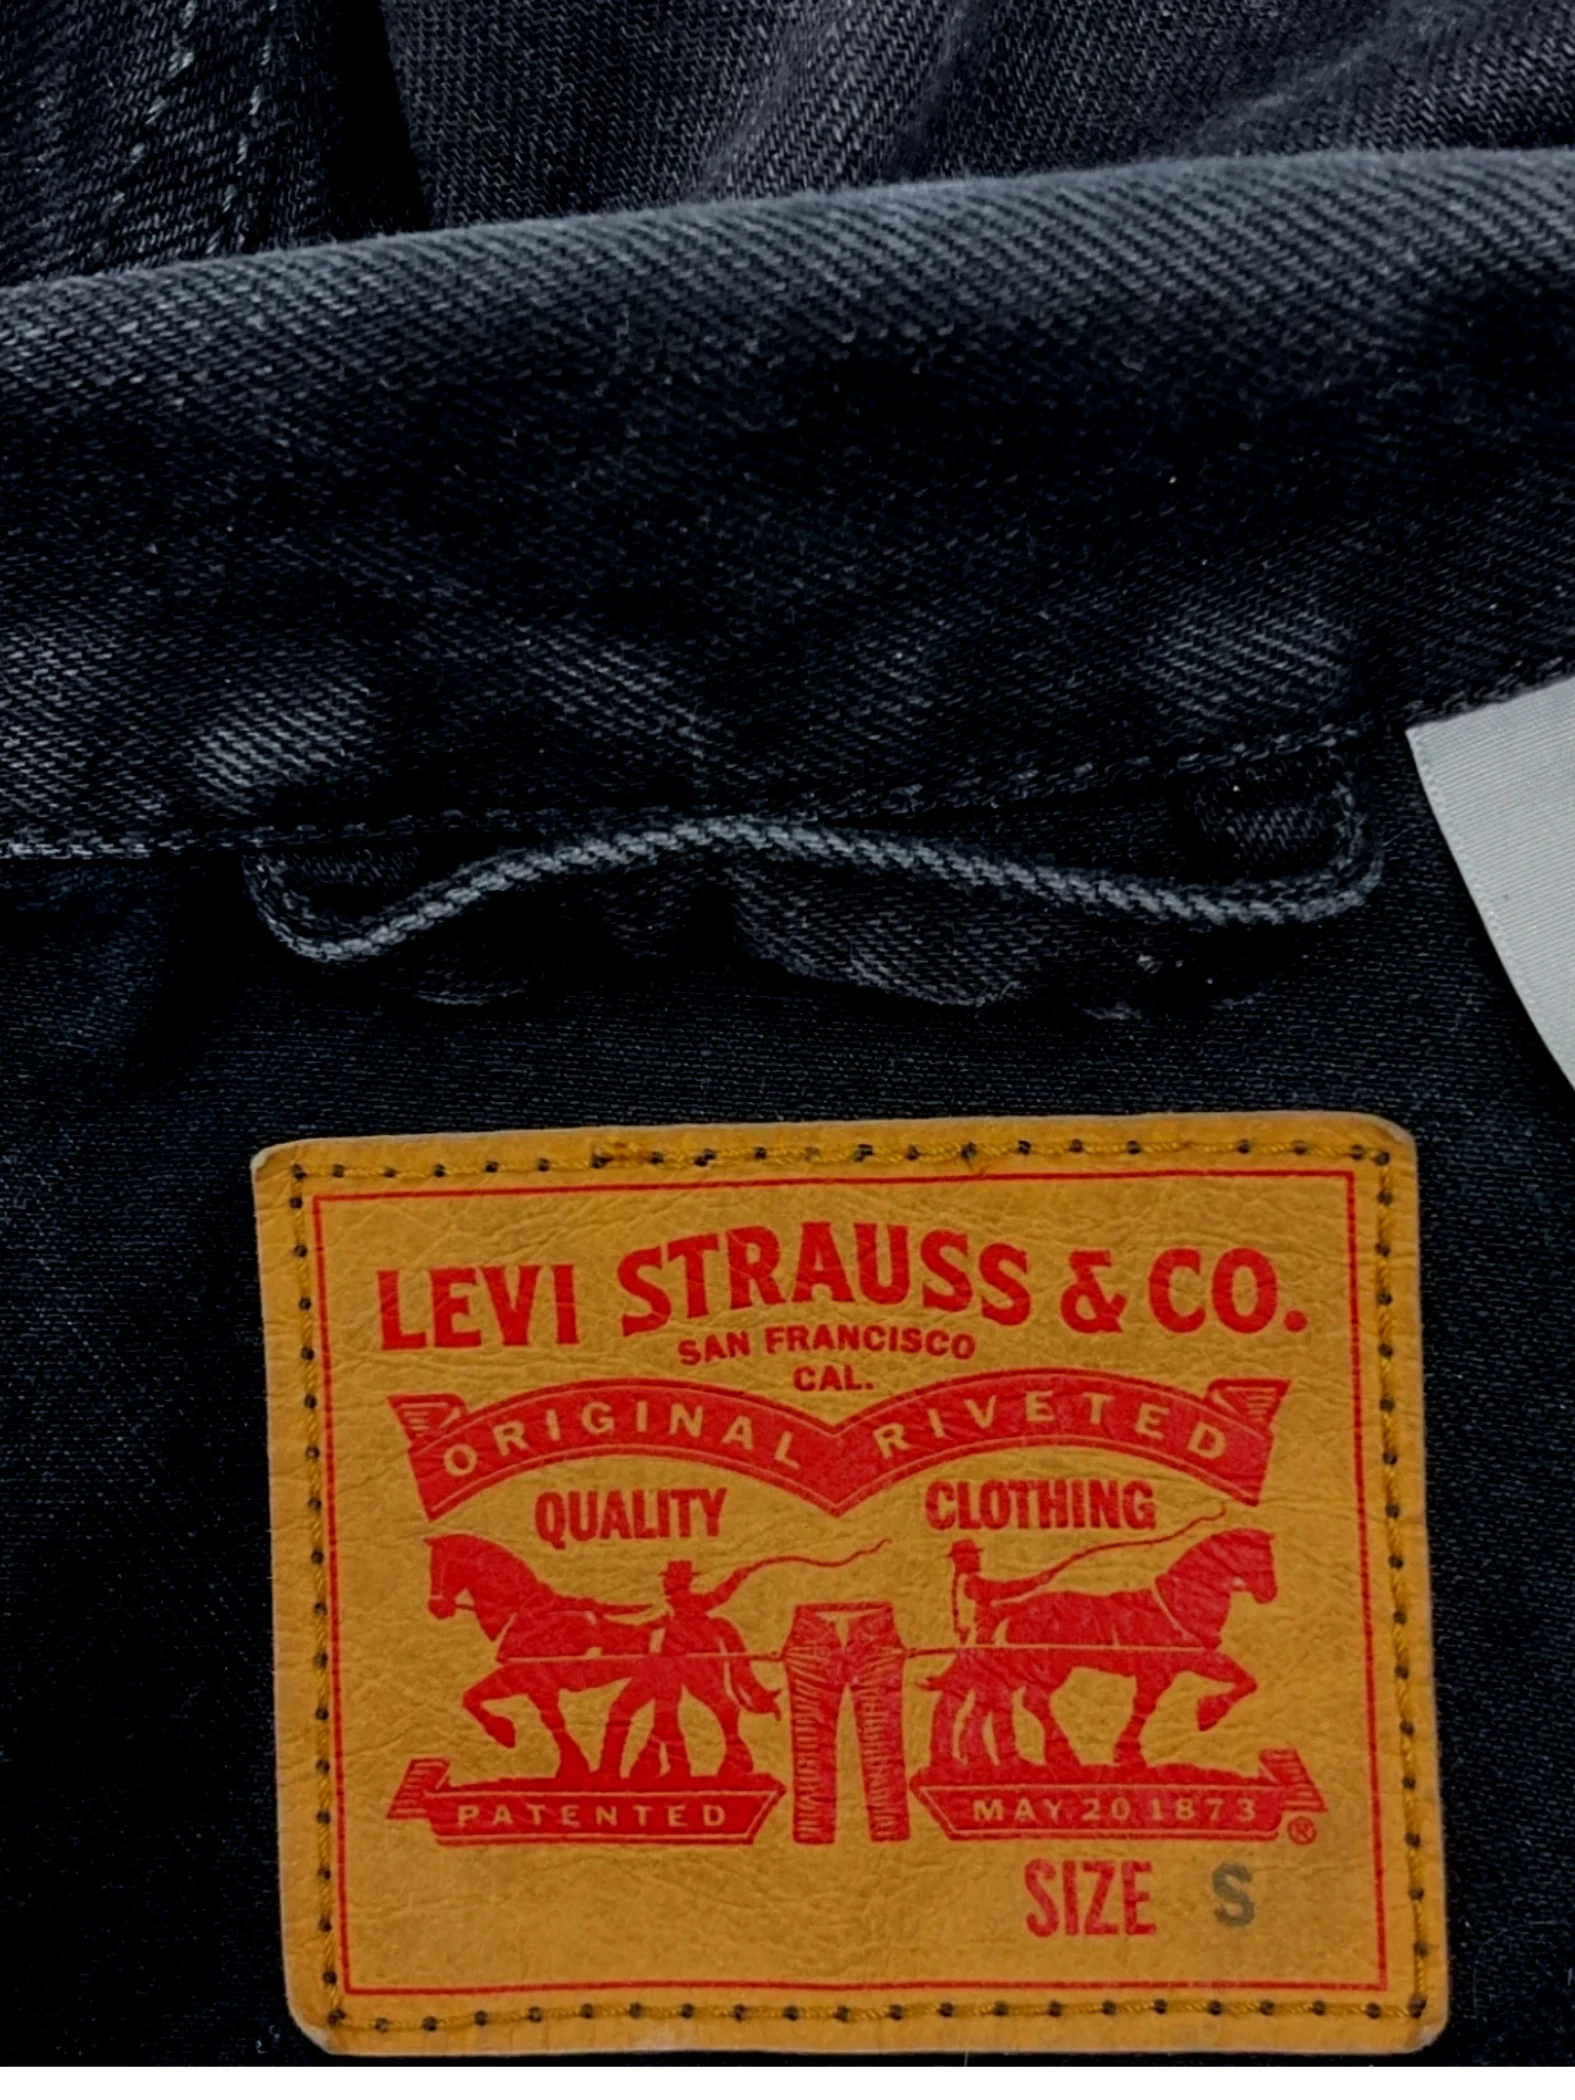 LEVI STRAUSS & CO.
SAN FRANCISCO
CAL.
ORIGINAL RIVETED
QUALITY CLOTHING
PATENTED MAY 20 1873 ®
SIZE S